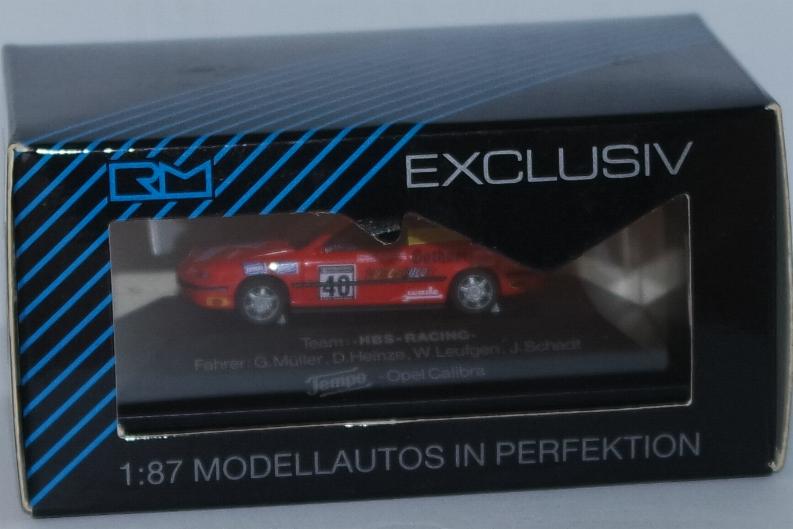 RM
EXCLUSIV
40
Team: -HBS-RACING-
Fahrer: G. Müller, D. Heinze, W. Leufgen, J. Schadt
Tempo -Opel Calibra
1:87 MODELLAUTOS IN PERFEKTION